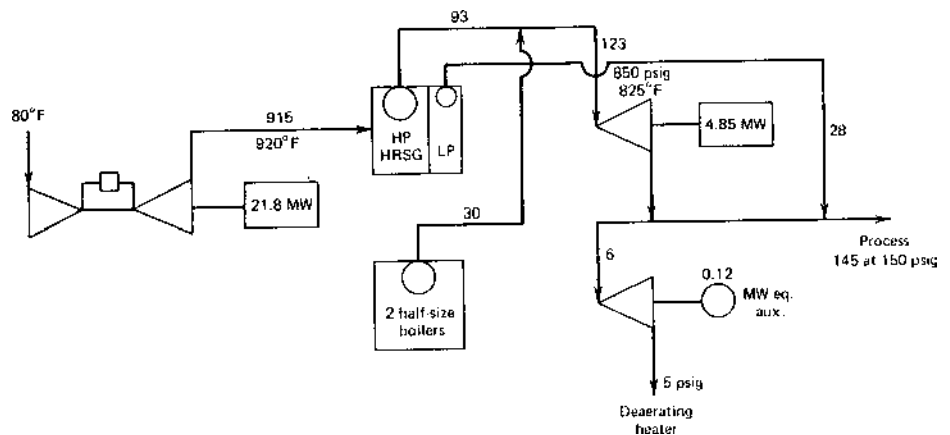 93
123
850 psig
825°F
80°F
915
920°F
HP
HRSG
LP
4.85 MW
28
21.8 MW
30
6
Process
145 at 150 psig
2 half-size
boilers
0.12
MW eq.
aux.
5 psig
Deaerating
heater